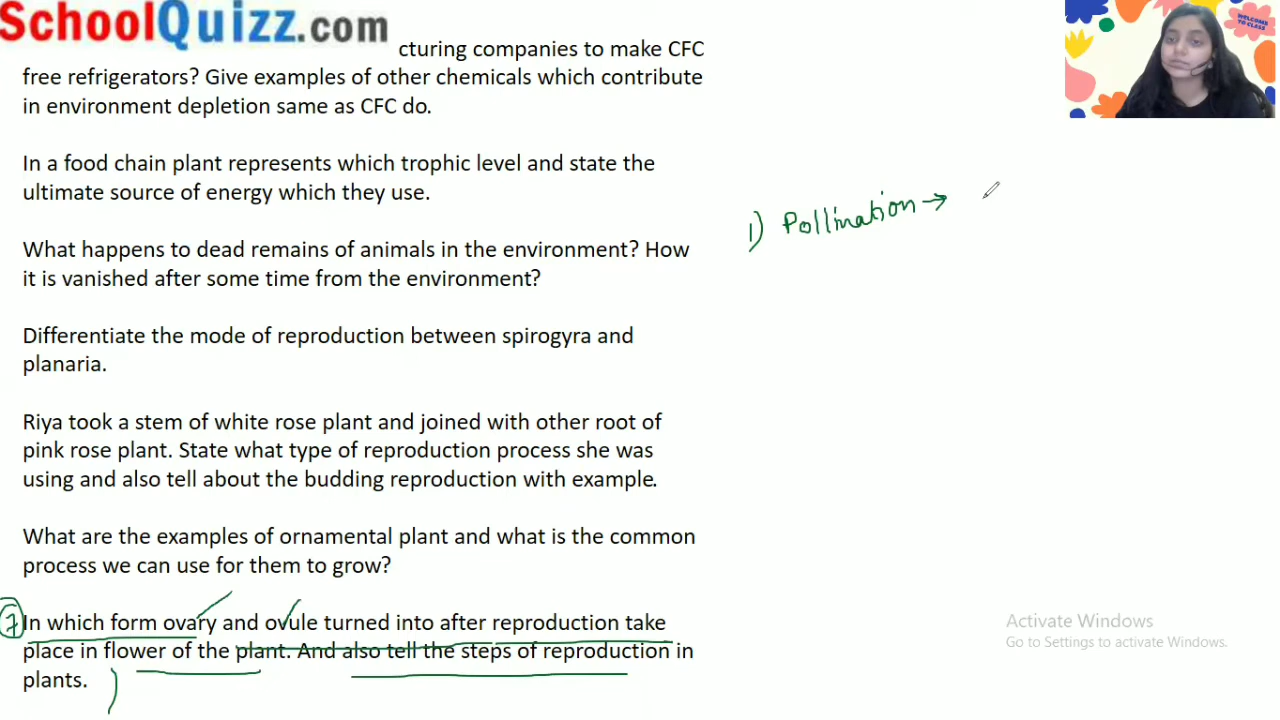 SchoolQuizz.com
WELCOME
TO CLASS
cturing companies to make CFC
free refrigerators? Give examples of other chemicals which contribute
in environment depletion same as CFC do.
In a food chain plant represents which trophic level and state the
ultimate source of energy which they use.
What happens to dead remains of animals in the environment? How
it is vanished after some time from the environment?
Differentiate the mode of reproduction between spirogyra and
planaria.
Riya took a stem of white rose plant and joined with other root of
pink rose plant. State what type of reproduction process she was
using and also tell about the budding reproduction with example.
What are the examples of ornamental plant and what is the common
process we can use for them to grow?
7 In which form ovary and ovule turned into after reproduction take
place in flower of the plant. And also tell the steps of reproduction in
plants.
1) Pollination →
Activate Windows
Go to Settings to activate Windows.